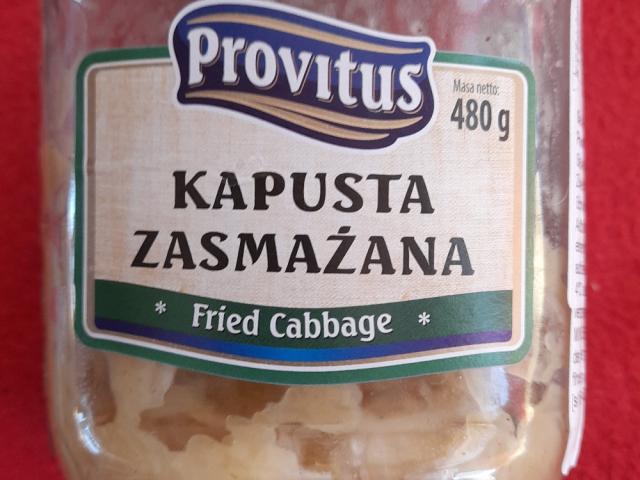 Provitus
Masa netto:
480 g
KAPUSTA
ZASMAŻANA
* Fried Cabbage *